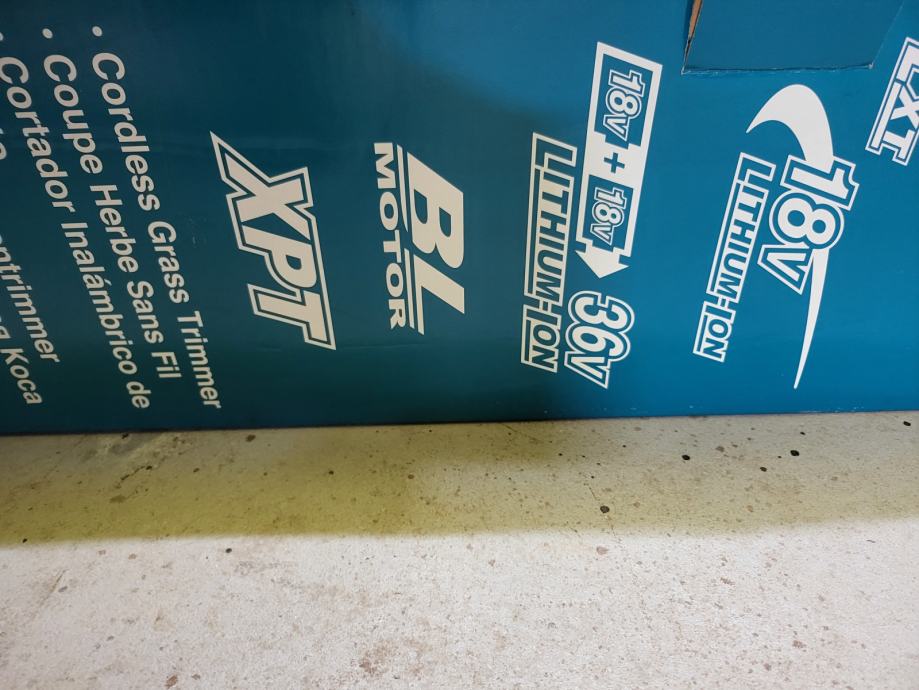 LXT
18V
LITHIUM-ION
18V + 18V
36V
LITHIUM-ION
BL
MOTOR
XPT
• Cordless Grass Trimmer
• Coupe Herbe Sans Fil
• Cortador Inalámbrico de
Koca